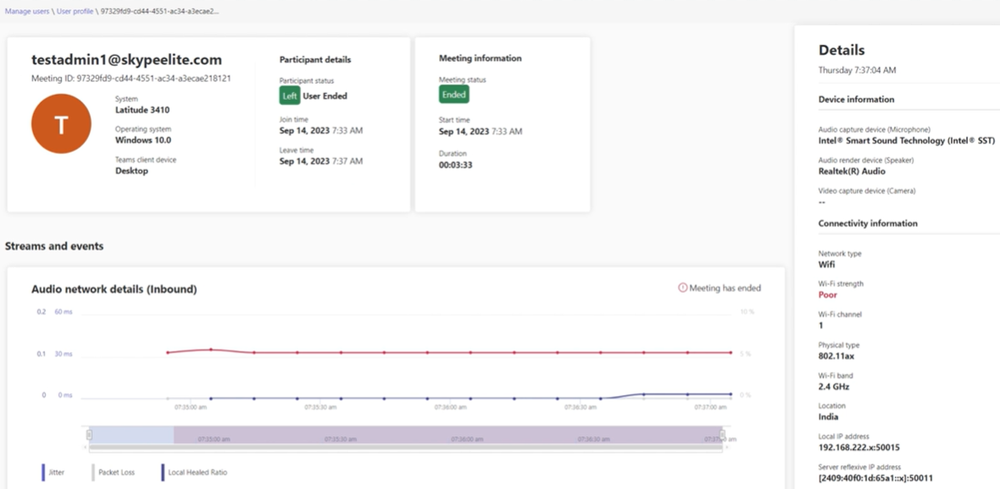 Manage users \ User profile \ 97329fd9-cd44-4551-ac34-a3ecae2...
testadmin1@skypeelite.com
Meeting ID: 97329fd9-cd44-4551-ac34-a3ecae218121
T
System
Latitude 3410
Operating system
Windows 10.0
Teams client device
Desktop
Participant details
Participant status
Left User Ended
Join time
Sep 14, 2023 7:33 AM
Leave time
Sep 14, 2023 7:37 AM
Meeting information
Meeting status
Ended
Start time
Sep 14, 2023 7:33 AM
Duration
00:03:33
Streams and events
Audio network details (Inbound)
Meeting has ended
0.2 60 ms 10 %
0.1 30 ms 5 %
0 0 ms 0 %
07:35:00 am 07:35:30 am 07:36:00 am 07:36:30 am 07:37:00 am
07:35:00 am 07:35:30 am 07:36:00 am 07:36:30 am am
Jitter Packet Loss Local Healed Ratio
Details
Thursday 7:37:04 AM
Device information
Audio capture device (Microphone)
Intel® Smart Sound Technology (Intel® SST)
Audio render device (Speaker)
Realtek(R) Audio
Video capture device (Camera)
--
Connectivity information
Network type
Wifi
Wi-Fi strength
Poor
Wi-Fi channel
1
Physical type
802.11ax
Wi-Fi band
2.4 GHz
Location
India
Local IP address
192.168.222.x:50015
Server reflexive IP address
[2409:40f0:1d:65a1::x]:50011